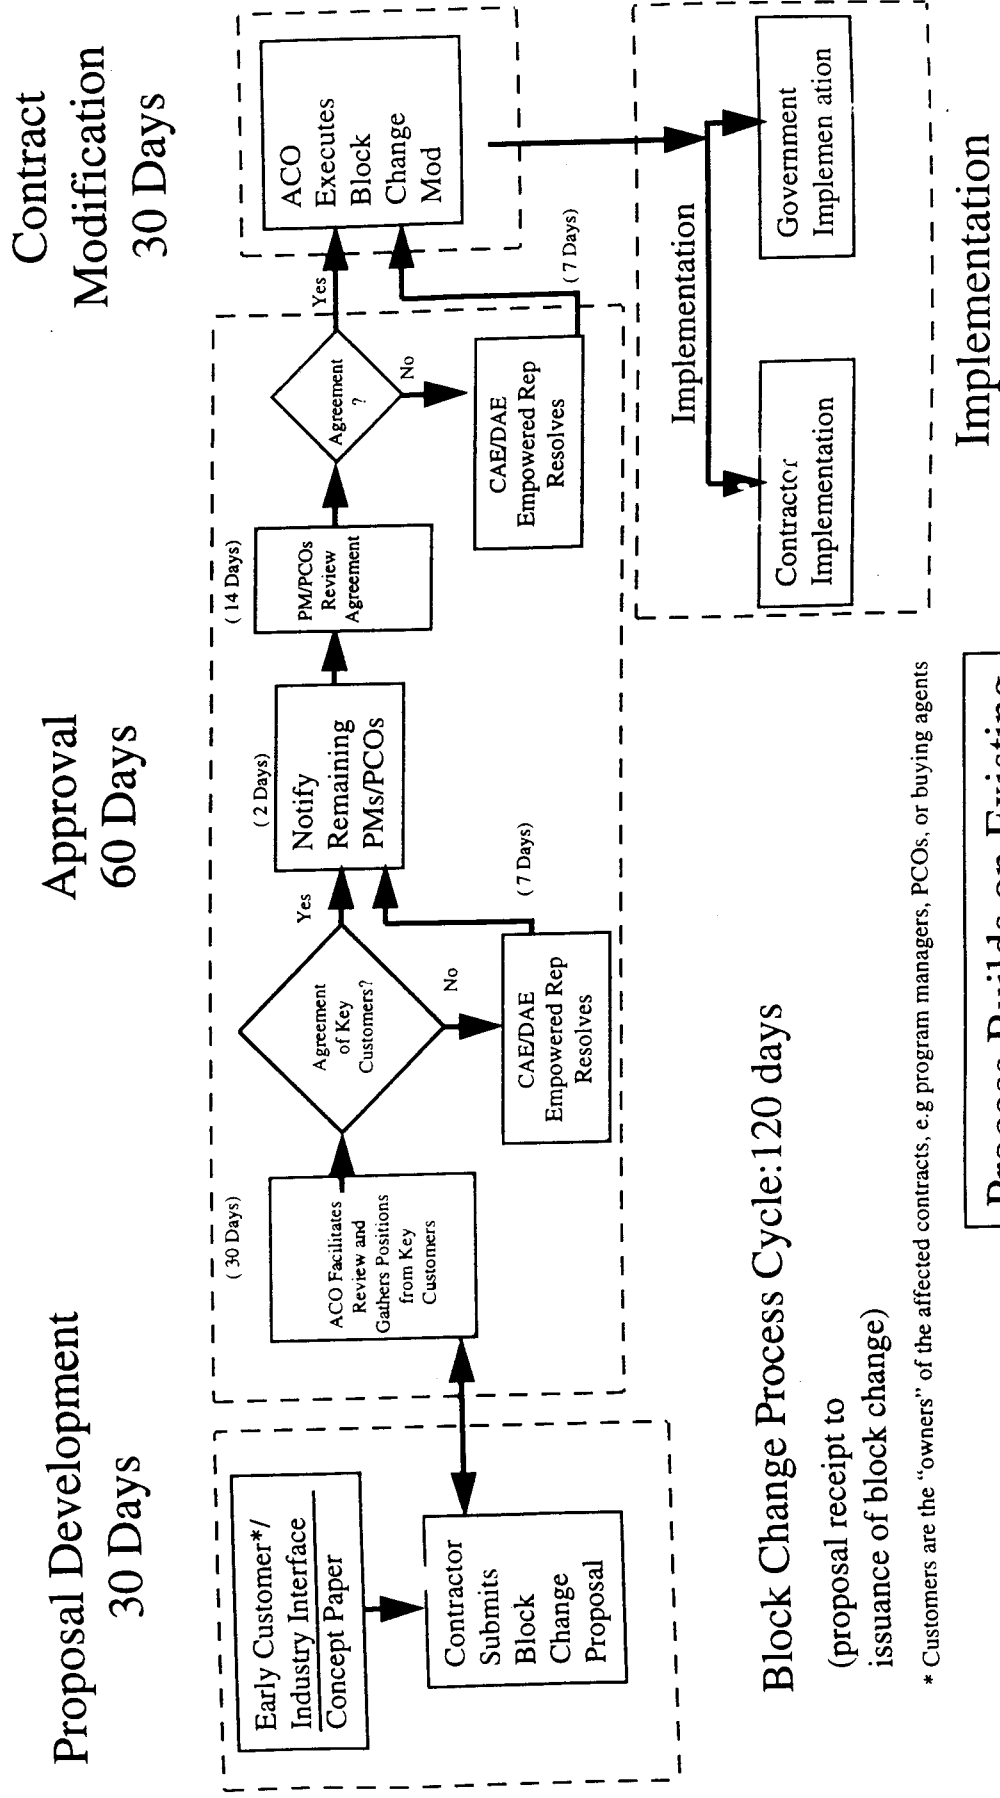 Proposal Development
30 Days
Approval
60 Days
Contract
Modification
30 Days
Early Customer*/
Industry Interface
Concept Paper
Contractor
Submits
Block
Change
Proposal
( 30 Days)
ACO Facilitates
Review and
Gathers Positions
from Key
Customers
Agreement
of Key
Customers?
Yes
No
CAE/DAE
Empowered Rep
Resolves
( 7 Days)
( 2 Days)
Notify
Remaining
PMs/PCOs
( 14 Days)
PM/PCOs
Review
Agreement
Agreement
?
Yes
No
CAE/DAE
Empowered Rep
Resolves
( 7 Days)
ACO
Executes
Block
Change
Mod
Implementation
Contractor
Implementation
Government
Implemen ation
Implementation
Block Change Process Cycle:120 days
(proposal receipt to
issuance of block change)
* Customers are the “owners” of the affected contracts, e.g program managers, PCOs, or buying agents
Process Builds on Existing